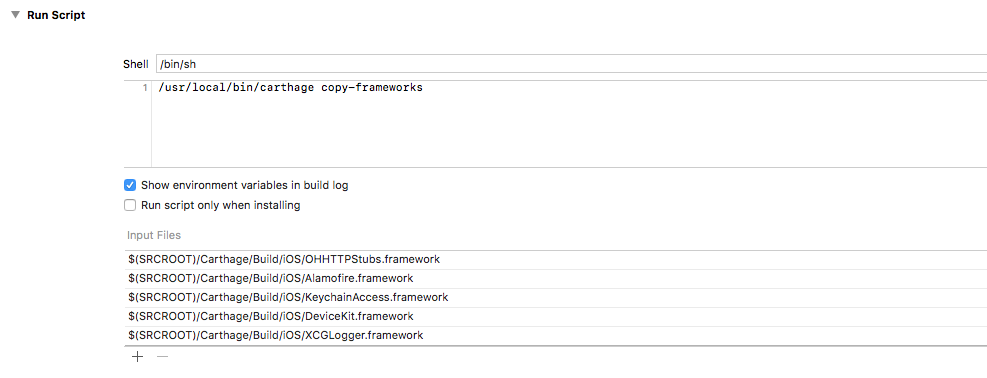 Run Script
Shell /bin/sh
1 /usr/local/bin/carthage copy-frameworks
Show environment variables in build log
Run script only when installing
Input Files
$(SRCROOT)/Carthage/Build/iOS/OHHTTPStubs.framework
$(SRCROOT)/Carthage/Build/iOS/Alamofire.framework
$(SRCROOT)/Carthage/Build/iOS/KeychainAccess.framework
$(SRCROOT)/Carthage/Build/iOS/DeviceKit.framework
$(SRCROOT)/Carthage/Build/iOS/XCGLogger.framework